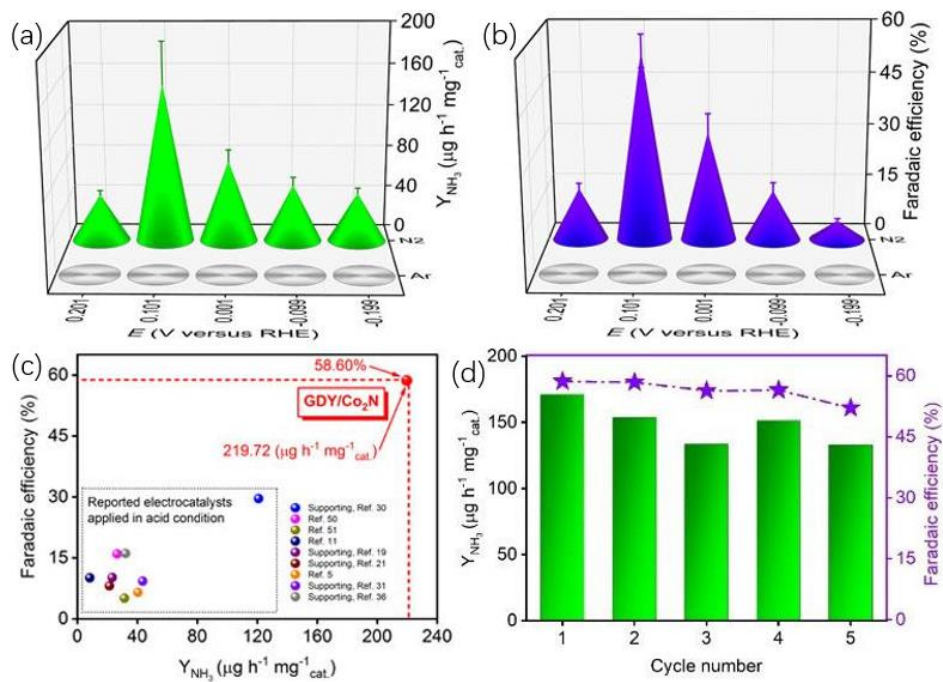 (a)
200
160
120
80
40
0
Y_NH3 (μg h⁻¹ mg⁻¹cat.)
N2
Ar
0.201
0.101
0.001
-0.099
-0.199
E (V versus RHE)
(b)
60
45
30
15
0
Faradaic efficiency (%)
N2
Ar
0.201
0.101
0.001
-0.099
-0.199
E (V versus RHE)
(c)
60
45
30
15
0
Faradaic efficiency (%)
58.60%
GDY/Co₂N
219.72 (μg h⁻¹ mg⁻¹cat.)
Reported electrocatalysts
applied in acid condition
Supporting, Ref. 30
Ref. 50
Ref. 51
Ref. 11
Supporting, Ref. 19
Supporting, Ref. 21
Ref. 5
Supporting, Ref. 31
Supporting, Ref. 36
0 40 80 120 160 200 240
Y_NH3 (μg h⁻¹ mg⁻¹cat.)
(d)
200
150
100
50
0
Y_NH3 (μg h⁻¹ mg⁻¹cat.)
60
45
30
15
0
Faradaic efficiency (%)
1 2 3 4 5
Cycle number